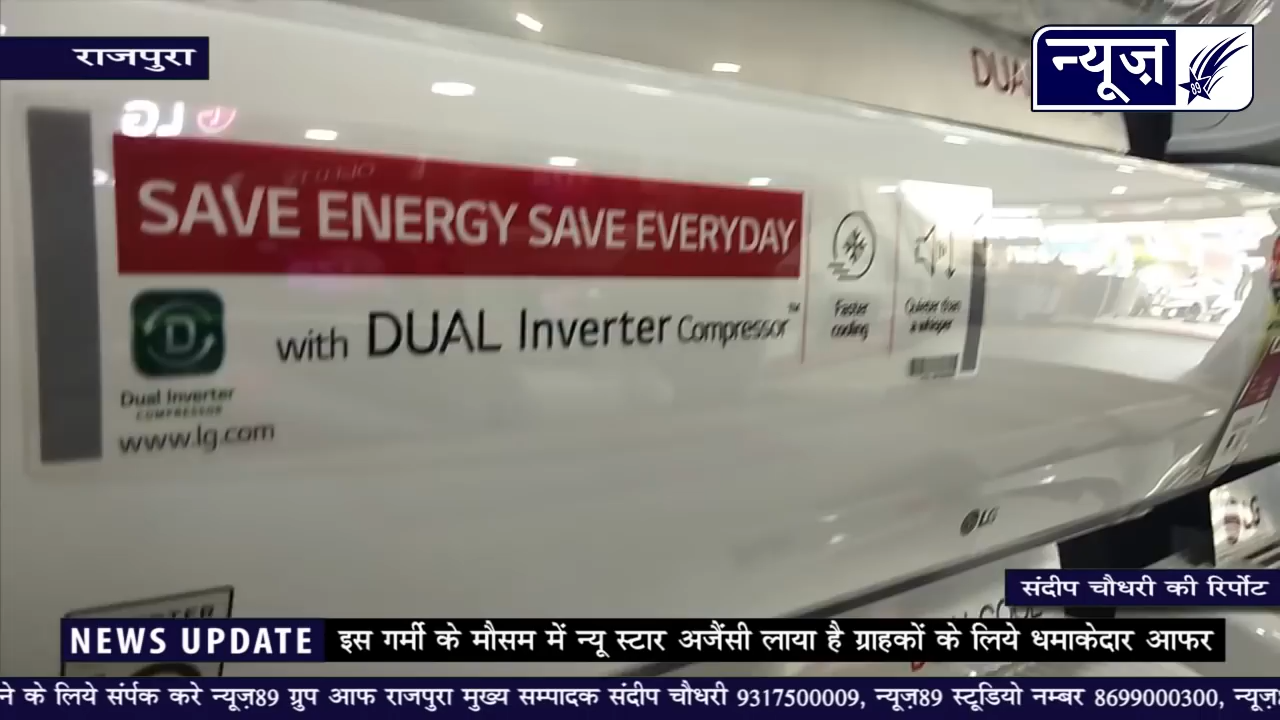 राजपुरा
न्यूज़
89
DUA
SAVE ENERGY SAVE EVERYDAY
with DUAL Inverter Compressor™
Faster
cooling
Quieter than
a whisper
D
Dual Inverter
COMPRESSOR
www.lg.com
LG
LG
संदीप चौधरी की रिर्पोट
NEWS UPDATE
इस गर्मी के मौसम में न्यू स्टार अजैंसी लाया है ग्राहकों के लिये धमाकेदार आफर
ने के लिये संर्पक करे न्यूज़89 ग्रुप आफ राजपुरा मुख्य सम्पादक संदीप चौधरी 9317500009, न्यूज़89 स्टूडियो नम्बर 8699000300, न्यूज़